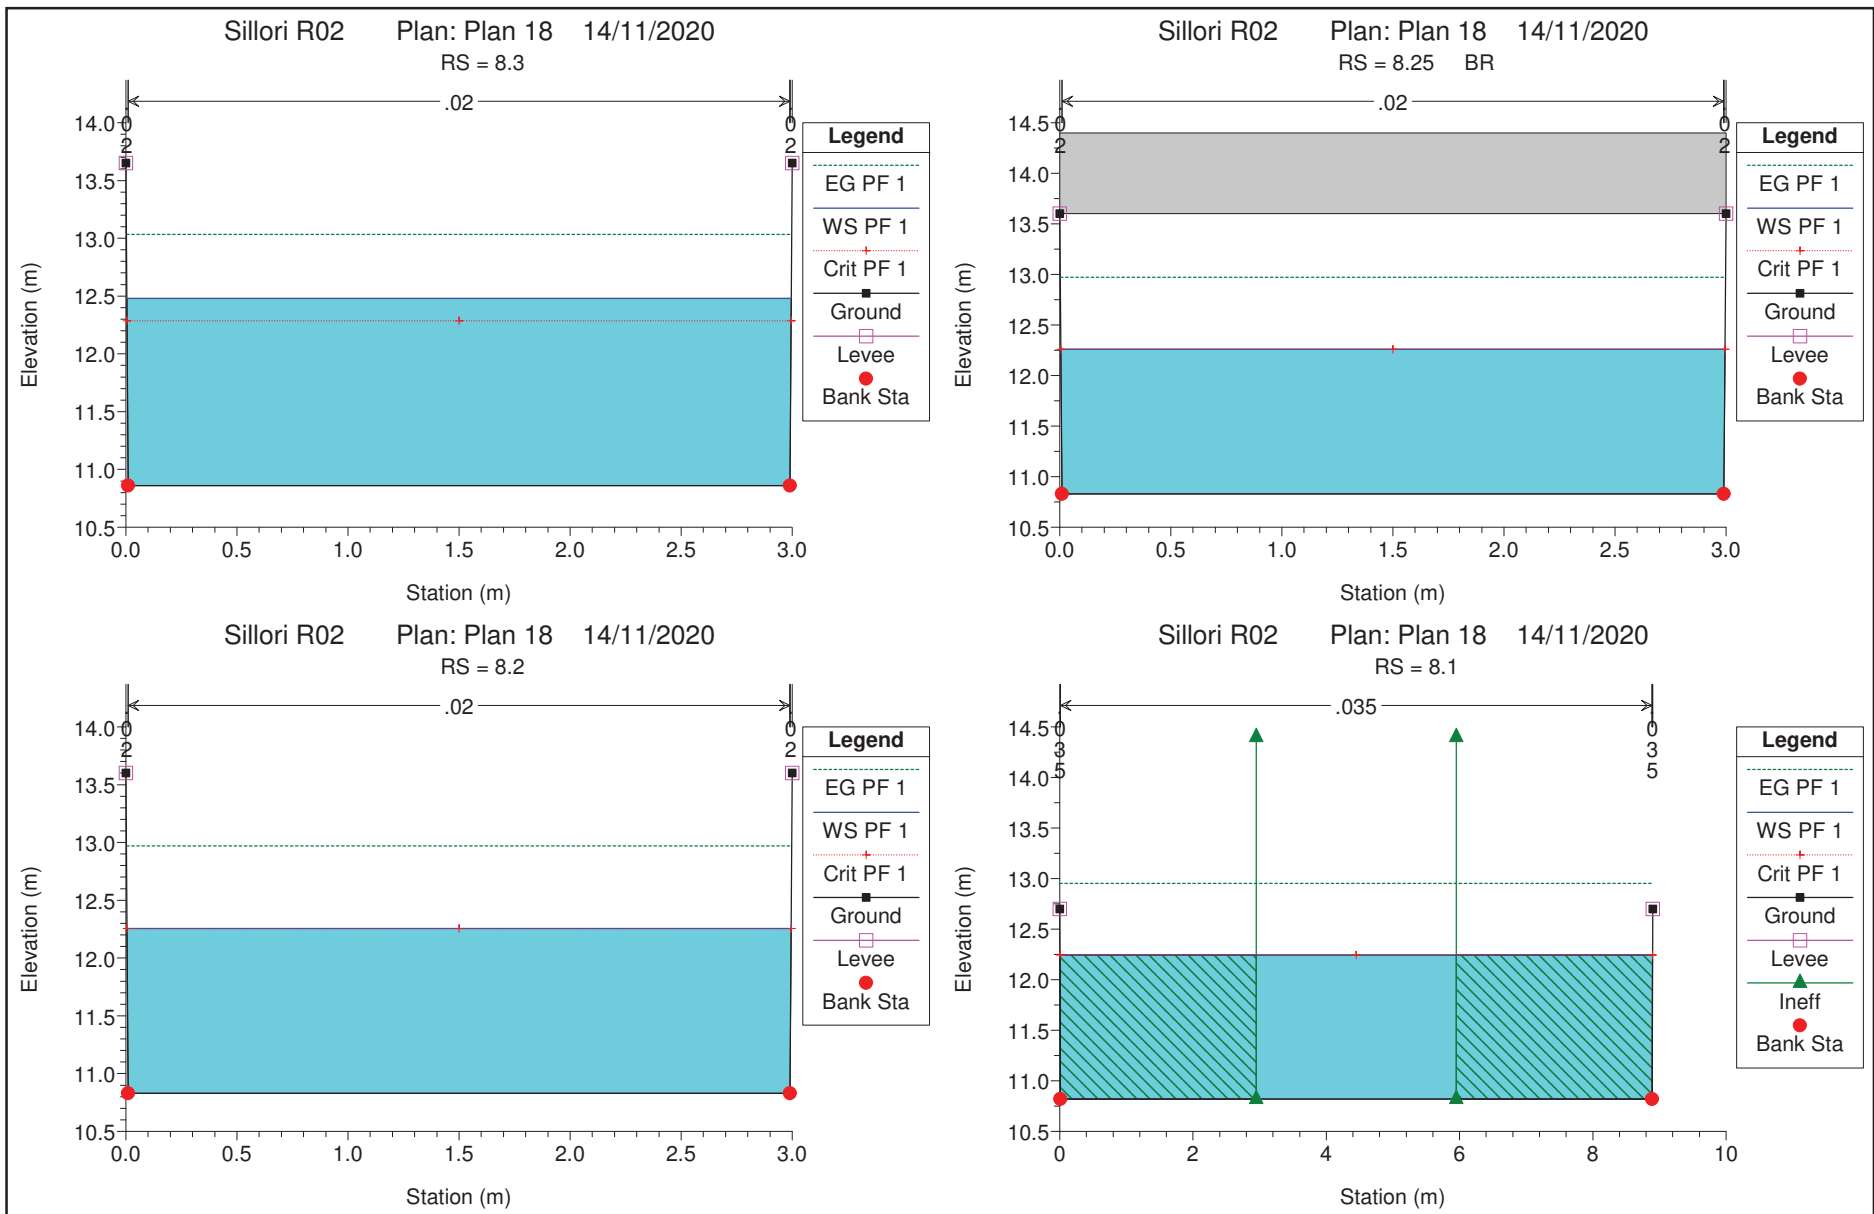 Sillori R02 Plan: Plan 18 14/11/2020
RS = 8.3
.02
.02
.02
14.0
13.5
13.0
12.5
12.0
11.5
11.0
10.5
Elevation (m)
0.0 0.5 1.0 1.5 2.0 2.5 3.0
Station (m)
Legend
EG PF 1
WS PF 1
Crit PF 1
Ground
Levee
Bank Sta
Sillori R02 Plan: Plan 18 14/11/2020
RS = 8.25 BR
.02
.02
.02
14.5
14.0
13.5
13.0
12.5
12.0
11.5
11.0
10.5
Elevation (m)
0.0 0.5 1.0 1.5 2.0 2.5 3.0
Station (m)
Legend
EG PF 1
WS PF 1
Crit PF 1
Ground
Levee
Bank Sta
Sillori R02 Plan: Plan 18 14/11/2020
RS = 8.2
.02
.02
.02
14.0
13.5
13.0
12.5
12.0
11.5
11.0
10.5
Elevation (m)
0.0 0.5 1.0 1.5 2.0 2.5 3.0
Station (m)
Legend
EG PF 1
WS PF 1
Crit PF 1
Ground
Levee
Bank Sta
Sillori R02 Plan: Plan 18 14/11/2020
RS = 8.1
.035
.035
.035
14.5
14.0
13.5
13.0
12.5
12.0
11.5
11.0
10.5
Elevation (m)
0 2 4 6 8 10
Station (m)
Legend
EG PF 1
WS PF 1
Crit PF 1
Ground
Levee
Ineff
Bank Sta